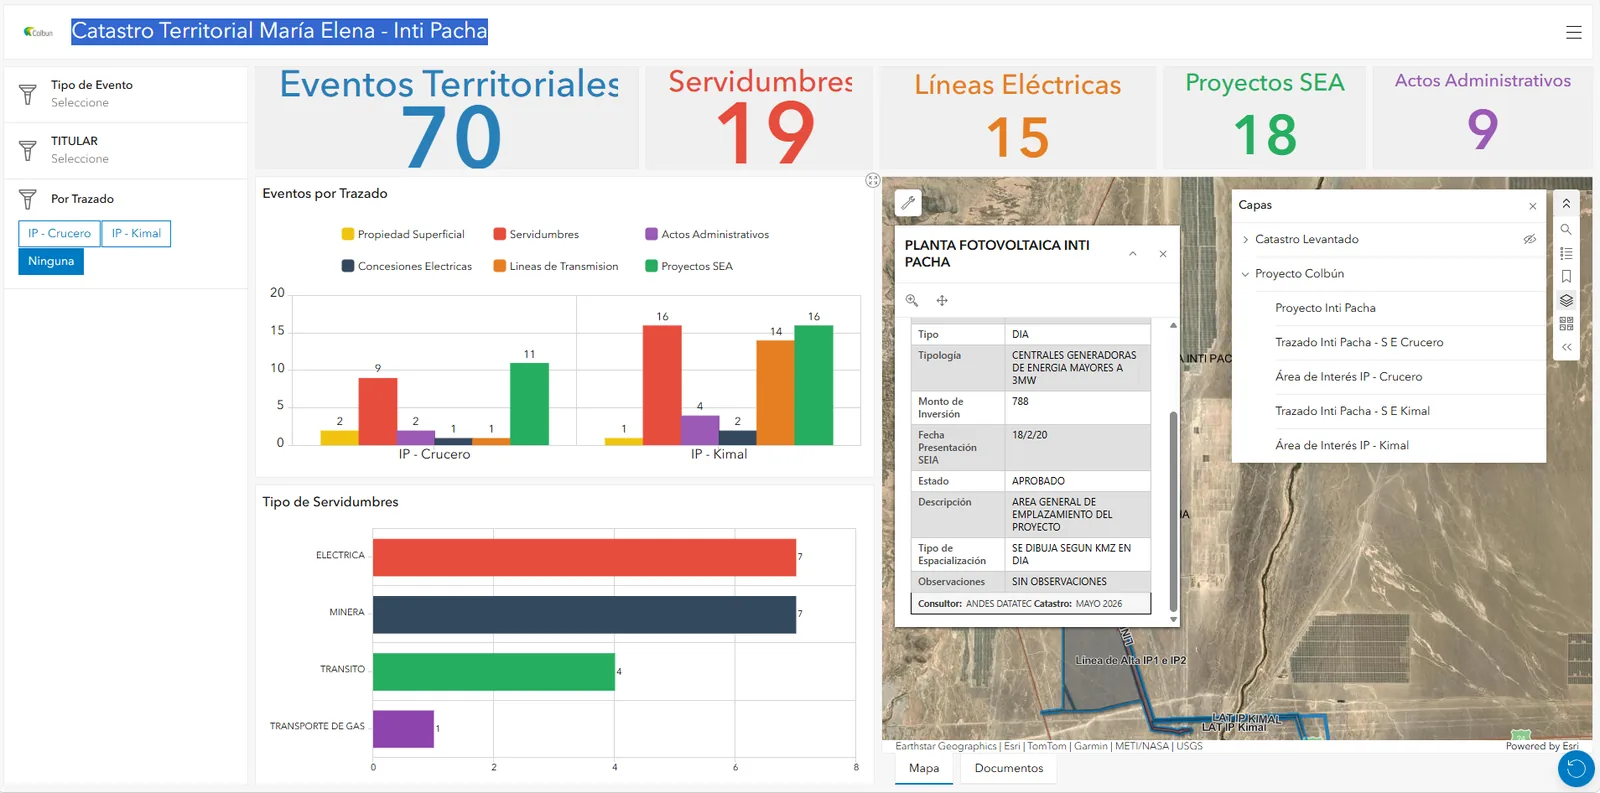 Colbun
Catastro Territorial María Elena - Inti Pacha
Tipo de Evento
Seleccione
TITULAR
Seleccione
Por Trazado
IP - Crucero
IP - Kimal
Ninguna
Eventos Territoriales
70
Servidumbres
19
Líneas Eléctricas
15
Proyectos SEA
18
Actos Administrativos
9
Eventos por Trazado
Propiedad Superficial
Servidumbres
Actos Administrativos
Concesiones Electricas
Lineas de Transmision
Proyectos SEA
20
15
10
5
0
2
9
2
1
1
11
1
16
4
2
14
16
IP - Crucero
IP - Kimal
Tipo de Servidumbres
ELECTRICA
7
MINERA
7
TRANSITO
4
TRANSPORTE DE GAS
1
0
2
4
6
8
PLANTA FOTOVOLTAICA INTI
PACHA
Tipo
DIA
Tipología
CENTRALES GENERADORAS
DE ENERGIA MAYORES A
3MW
Monto de
Inversión
788
Fecha
Presentación
SEIA
18/2/20
Estado
APROBADO
Descripción
AREA GENERAL DE
EMPLAZAMIENTO DEL
PROYECTO
Tipo de
Espacialización
SE DIBUJA SEGUN KMZ EN
DIA
Observaciones
SIN OBSERVACIONES
Consultor: ANDES DATATEC Catastro: MAYO 2026
Capas
Catastro Levantado
Proyecto Colbún
Proyecto Inti Pacha
Trazado Inti Pacha - S E Crucero
Área de Interés IP - Crucero
Trazado Inti Pacha - S E Kimal
Área de Interés IP - Kimal
INTI PAC
Línea de Alta IP1 e IP2
LAT IP KIMAL
LAT IP Kimal
Earthstar Geographics | Esri | TomTom | Garmin | METI/NASA | USGS
Powered by Esri
Mapa
Documentos